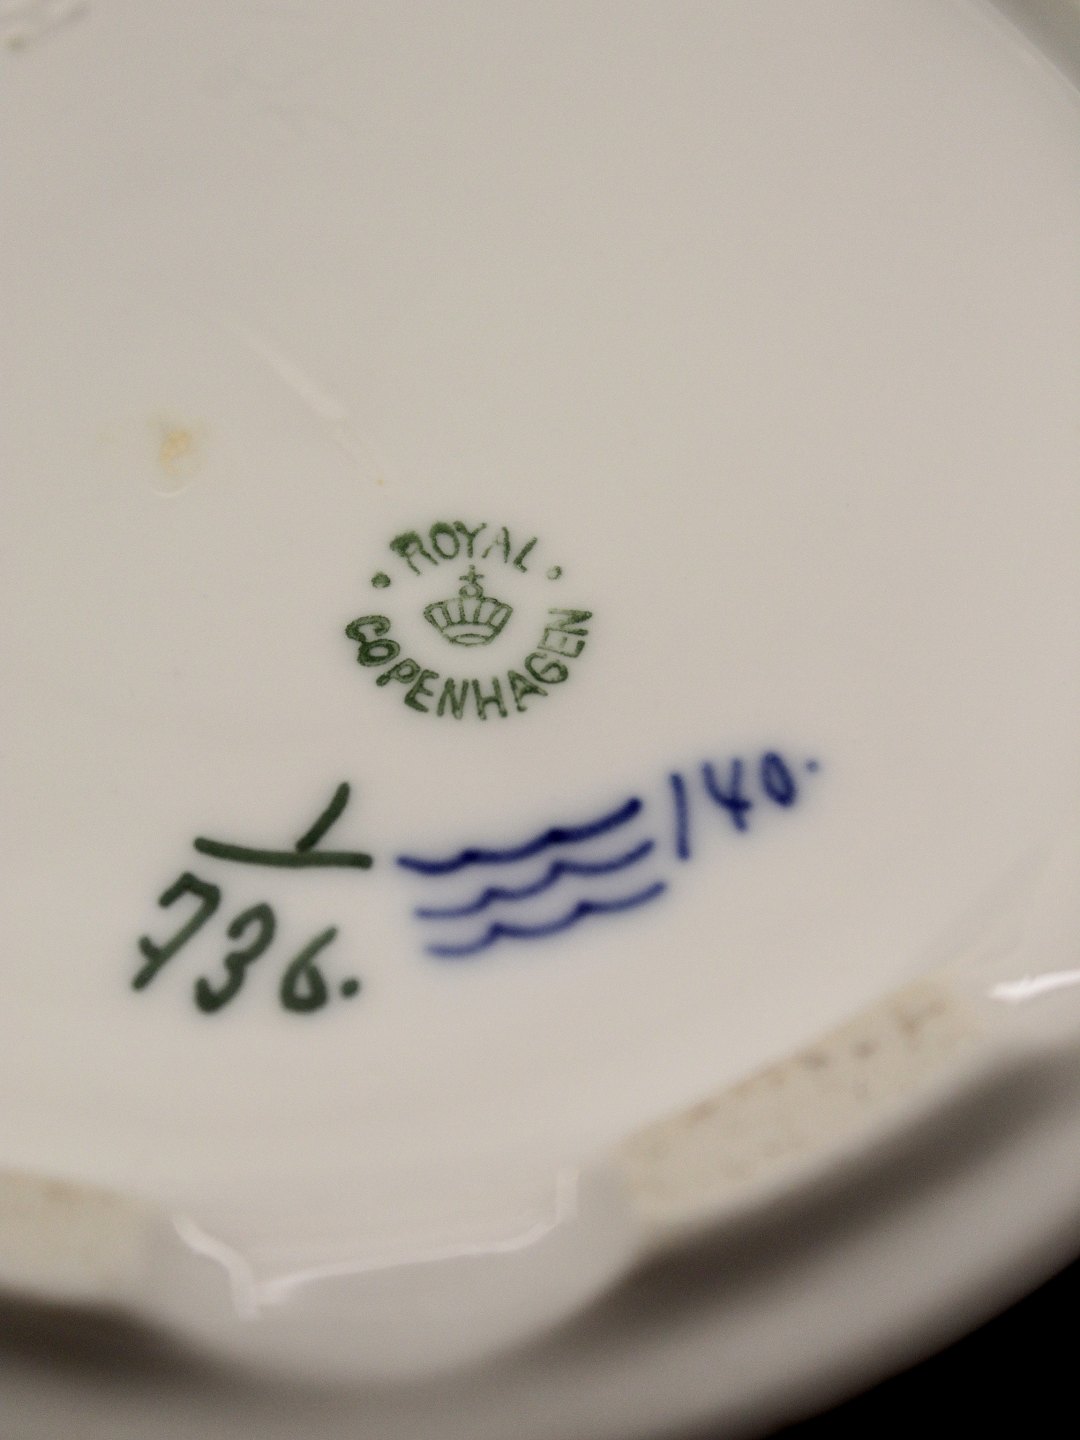 · ROYAL ·
COPENHAGEN
1
736.
140.